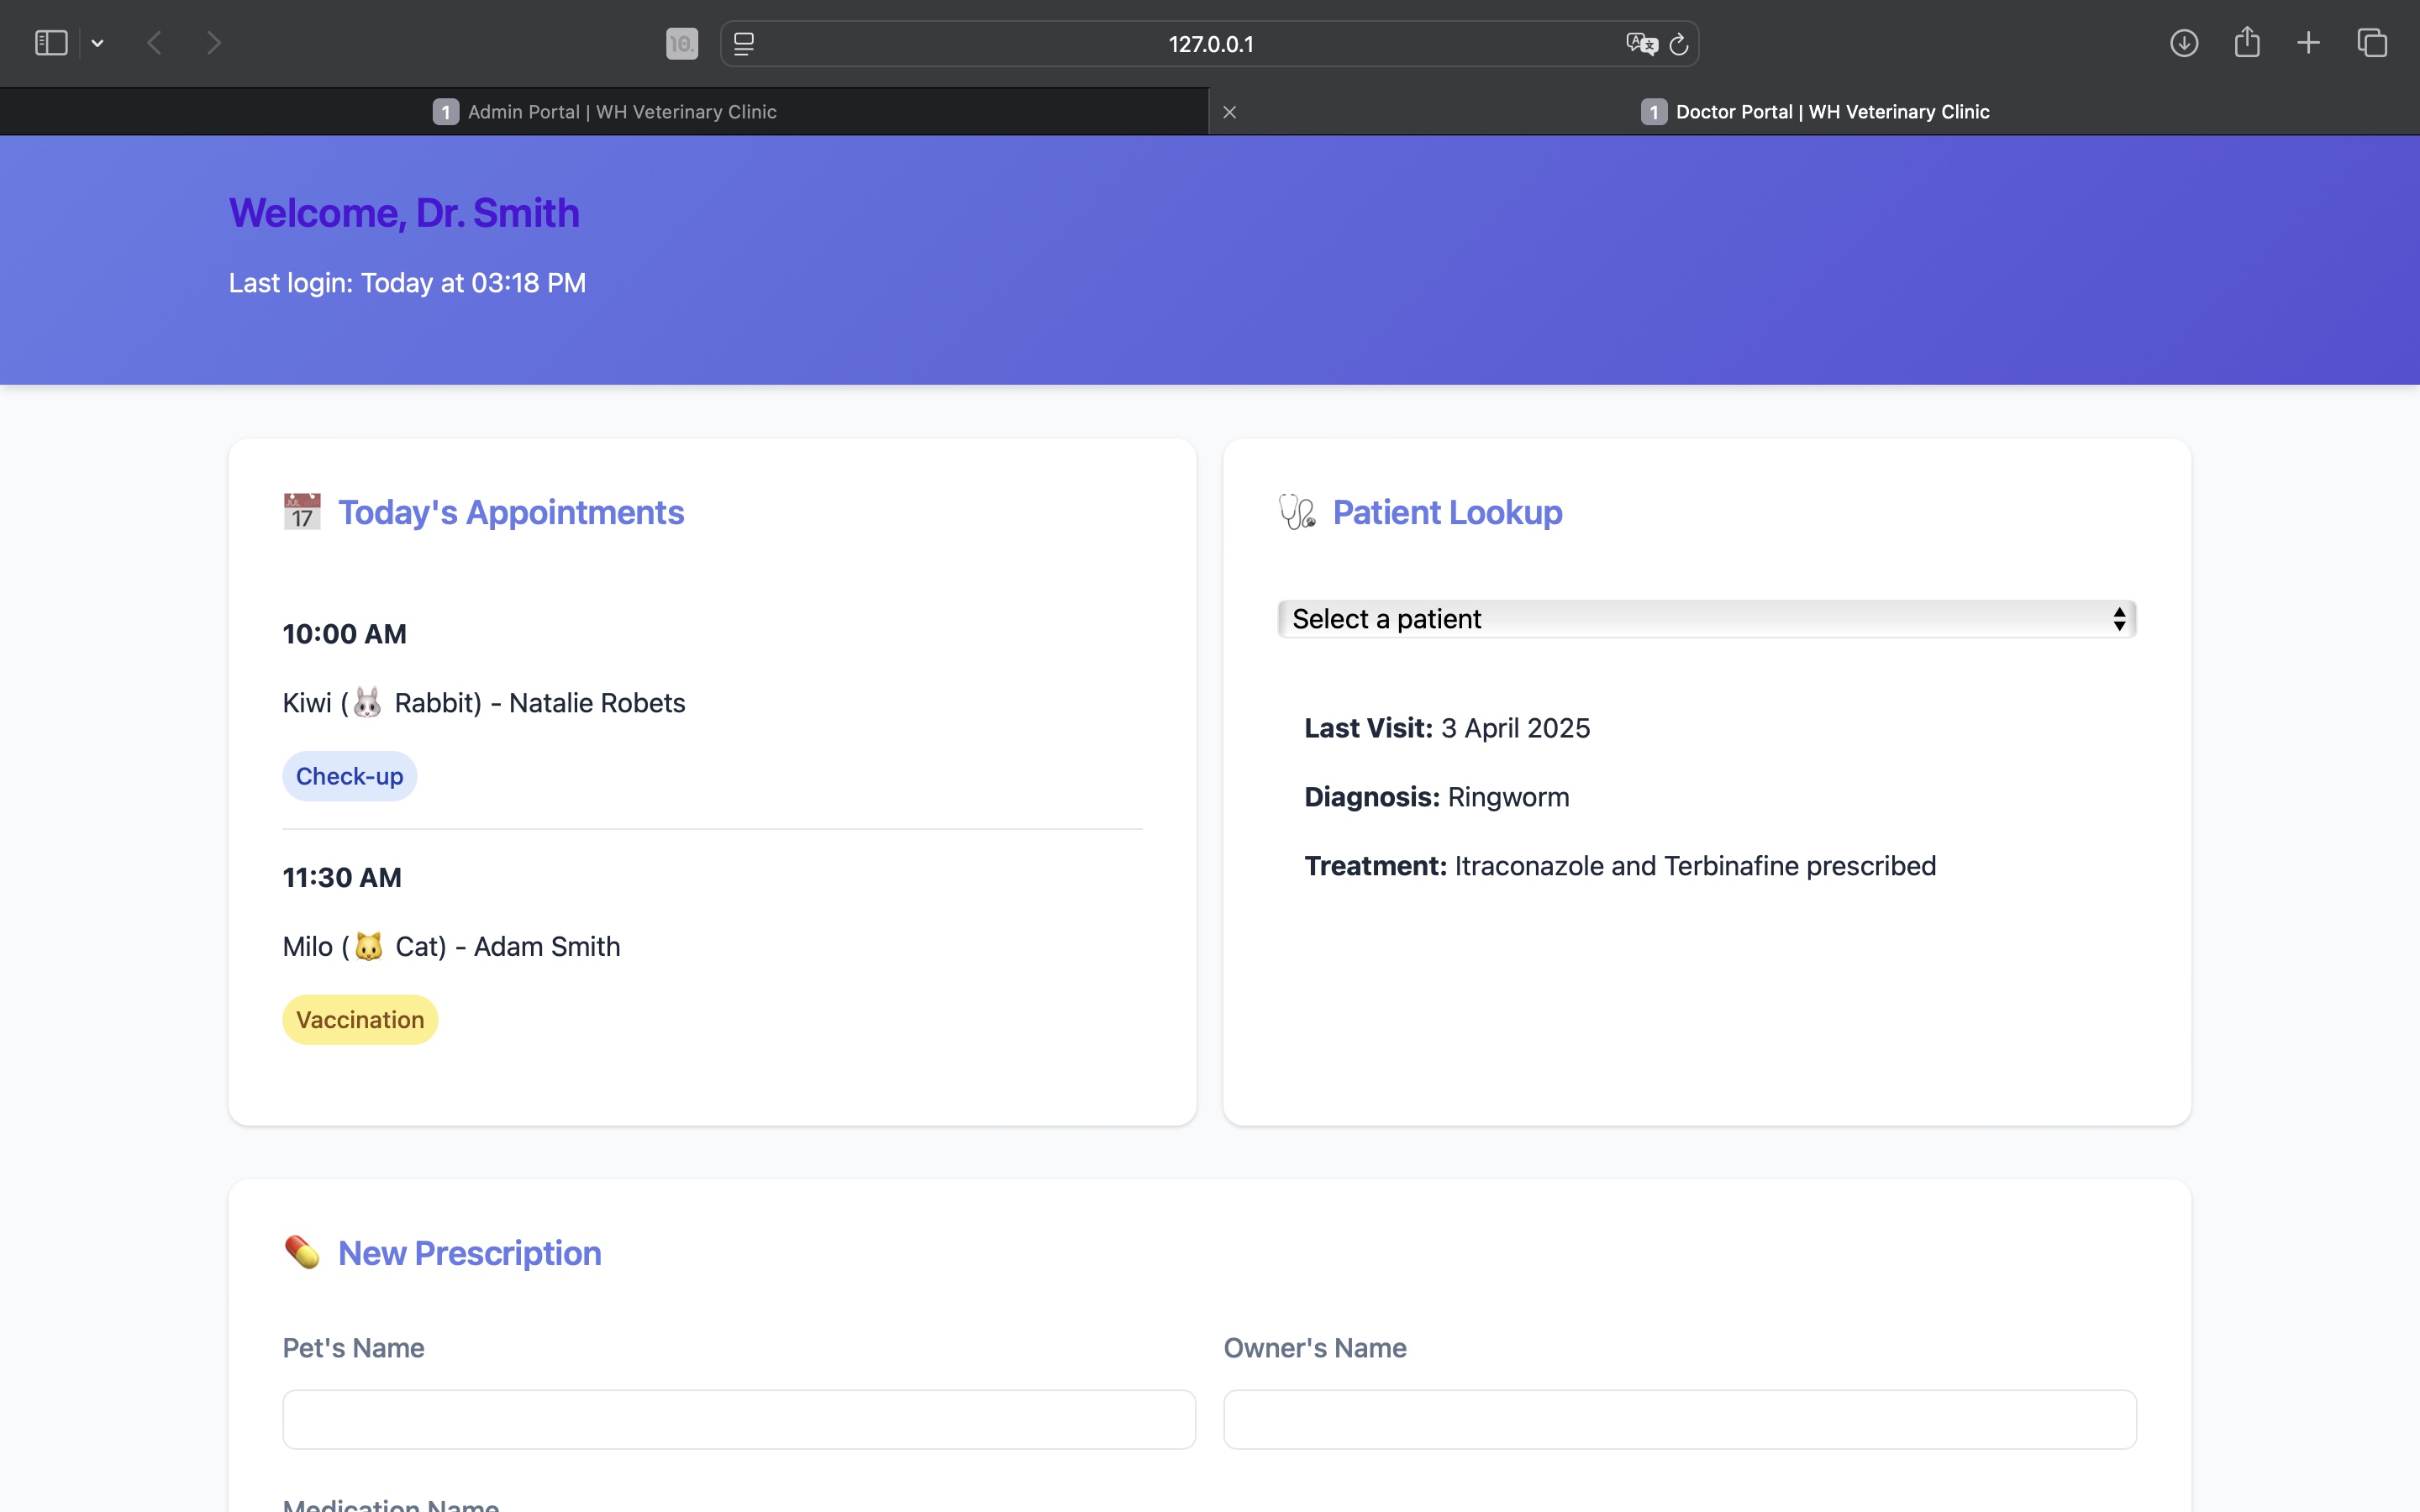 127.0.0.1
1 Admin Portal | WH Veterinary Clinic
1 Doctor Portal | WH Veterinary Clinic
Welcome, Dr. Smith
Last login: Today at 03:18 PM
17 Today's Appointments
10:00 AM
Kiwi (🐰 Rabbit) - Natalie Robets
Check-up
11:30 AM
Milo (🐱 Cat) - Adam Smith
Vaccination
Patient Lookup
Select a patient
Last Visit: 3 April 2025
Diagnosis: Ringworm
Treatment: Itraconazole and Terbinafine prescribed
New Prescription
Pet's Name
Owner's Name
Medication Name